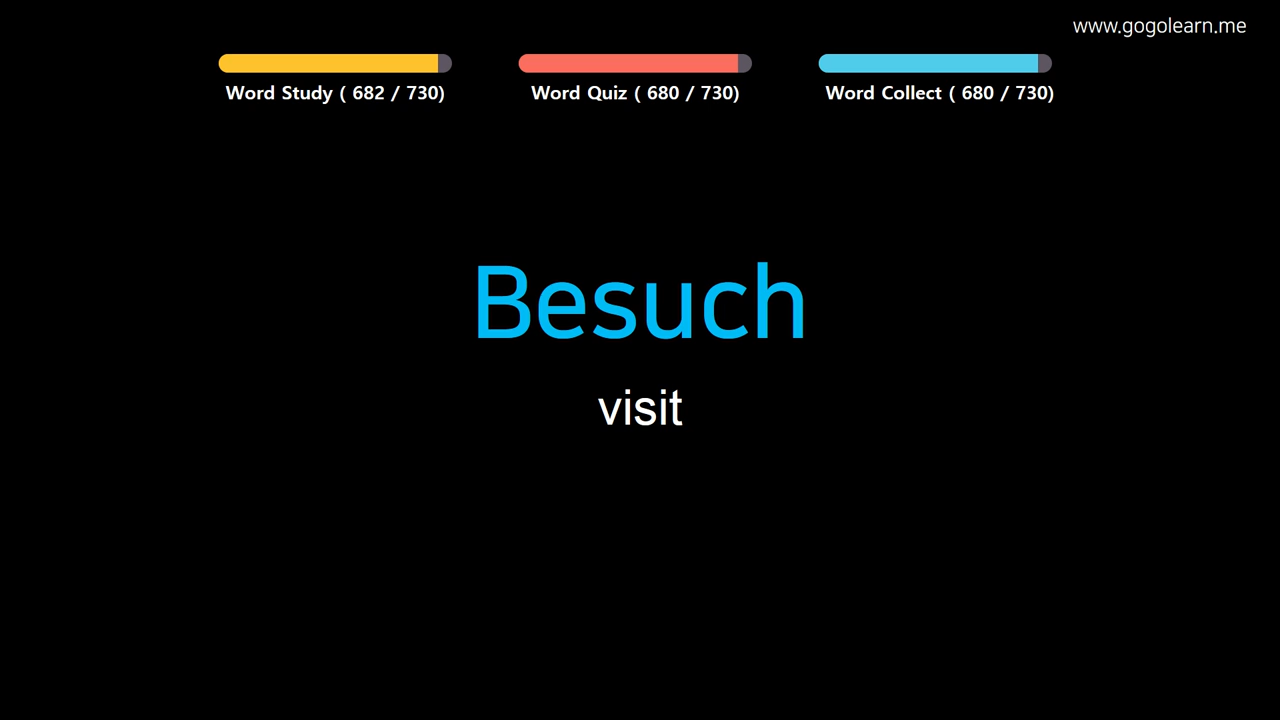 www.gogolearn.me
Word Study ( 682 / 730)
Word Quiz ( 680 / 730)
Word Collect ( 680 / 730)
Besuch
visit